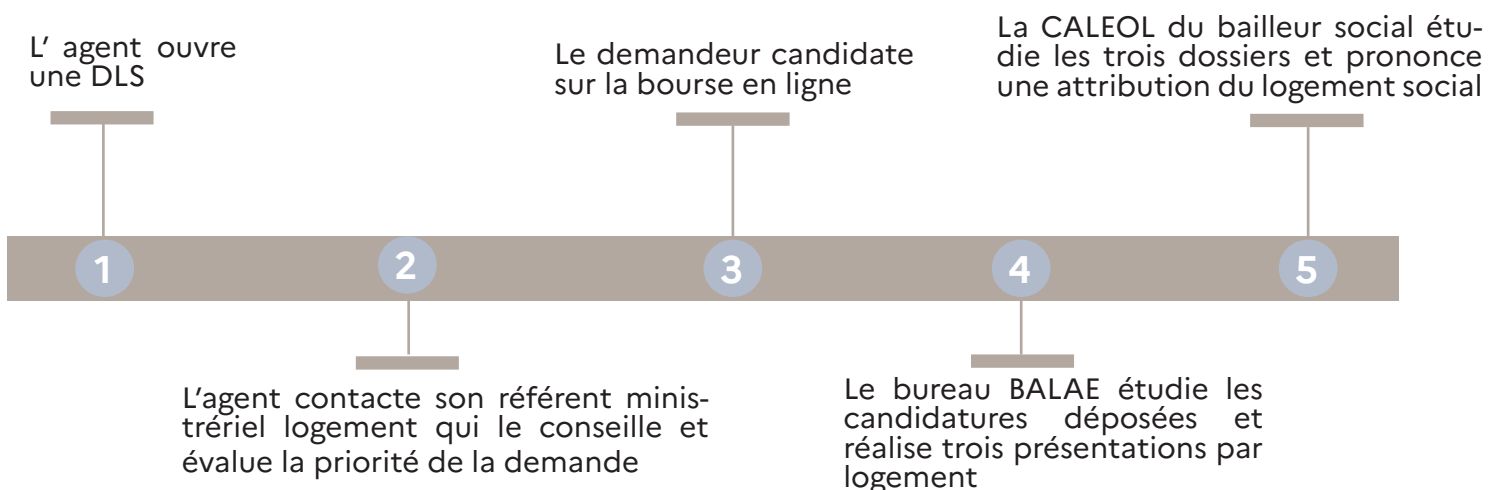 L' agent ouvre
une DLS
1
L'agent contacte son référent minis-
trériel logement qui le conseille et
évalue la priorité de la demande
2
Le demandeur candidate
sur la bourse en ligne
3
Le bureau BALAE étudie les
candidatures déposées et
réalise trois présentations par
logement
4
La CALEOL du bailleur social étu-
die les trois dossiers et prononce
une attribution du logement social
5